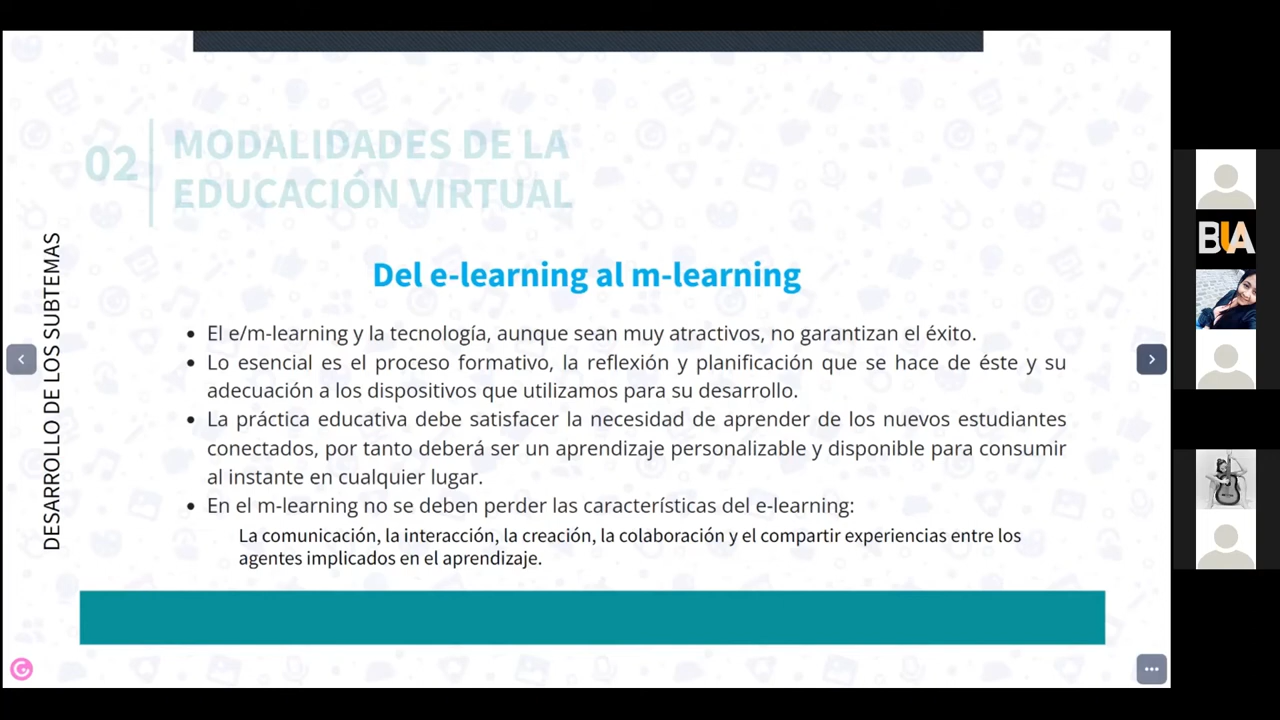 02
MODALIDADES DE LA
EDUCACIÓN VIRTUAL
DESARROLLO DE LOS SUBTEMAS
Del e-learning al m-learning
• El e/m-learning y la tecnología, aunque sean muy atractivos, no garantizan el éxito.
• Lo esencial es el proceso formativo, la reflexión y planificación que se hace de éste y su
adecuación a los dispositivos que utilizamos para su desarrollo.
• La práctica educativa debe satisfacer la necesidad de aprender de los nuevos estudiantes
conectados, por tanto deberá ser un aprendizaje personalizable y disponible para consumir
al instante en cualquier lugar.
• En el m-learning no se deben perder las características del e-learning:
La comunicación, la interacción, la creación, la colaboración y el compartir experiencias entre los
agentes implicados en el aprendizaje.
BUA